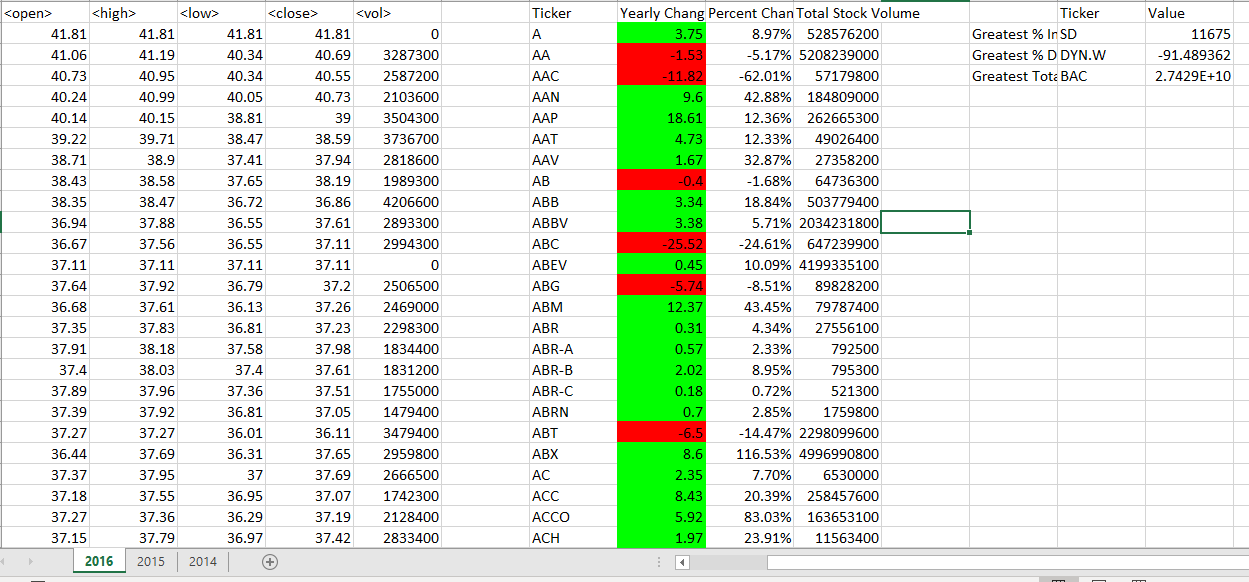 <open> <high> <low> <close> <vol> Ticker Yearly Chang Percent Chan Total Stock Volume Ticker Value
41.81 41.81 41.81 41.81 0 A 3.75 8.97% 528576200 Greatest % In SD 11675
41.06 41.19 40.34 40.69 3287300 AA -1.53 -5.17% 5208239000 Greatest % D DYN.W -91.489362
40.73 40.95 40.34 40.55 2587200 AAC -11.82 -62.01% 57179800 Greatest Tota BAC 2.7429E+10
40.24 40.99 40.05 40.73 2103600 AAN 9.6 42.88% 184809000
40.14 40.15 38.81 39 3504300 AAP 18.61 12.36% 262665300
39.22 39.71 38.47 38.59 3736700 AAT 4.73 12.33% 49026400
38.71 38.9 37.41 37.94 2818600 AAV 1.67 32.87% 27358200
38.43 38.58 37.65 38.19 1989300 AB -0.4 -1.68% 64736300
38.35 38.47 36.72 36.86 4206600 ABB 3.34 18.84% 503779400
36.94 37.88 36.55 37.61 2893300 ABBV 3.38 5.71% 2034231800
36.67 37.56 36.55 37.11 2994300 ABC -25.52 -24.61% 647239900
37.11 37.11 37.11 37.11 0 ABEV 0.45 10.09% 4199335100
37.64 37.92 36.79 37.2 2506500 ABG -5.74 -8.51% 89828200
36.68 37.61 36.13 37.26 2469000 ABM 12.37 43.45% 79787400
37.35 37.83 36.81 37.23 2298300 ABR 0.31 4.34% 27556100
37.91 38.18 37.58 37.98 1834400 ABR-A 0.57 2.33% 792500
37.4 38.03 37.4 37.61 1831200 ABR-B 2.02 8.95% 795300
37.89 37.96 37.36 37.51 1755000 ABR-C 0.18 0.72% 521300
37.39 37.92 36.81 37.05 1479400 ABRN 0.7 2.85% 1759800
37.27 37.27 36.01 36.11 3479400 ABT -6.5 -14.47% 2298099600
36.44 37.69 36.31 37.65 2959800 ABX 8.6 116.53% 4996990800
37.37 37.95 37 37.69 2666500 AC 2.35 7.70% 6530000
37.18 37.55 36.95 37.07 1742300 ACC 8.43 20.39% 258457600
37.27 37.36 36.29 37.19 2128400 ACCO 5.92 83.03% 163653100
37.15 37.79 36.97 37.42 2833400 ACH 1.97 23.91% 11563400
2016 2015 2014